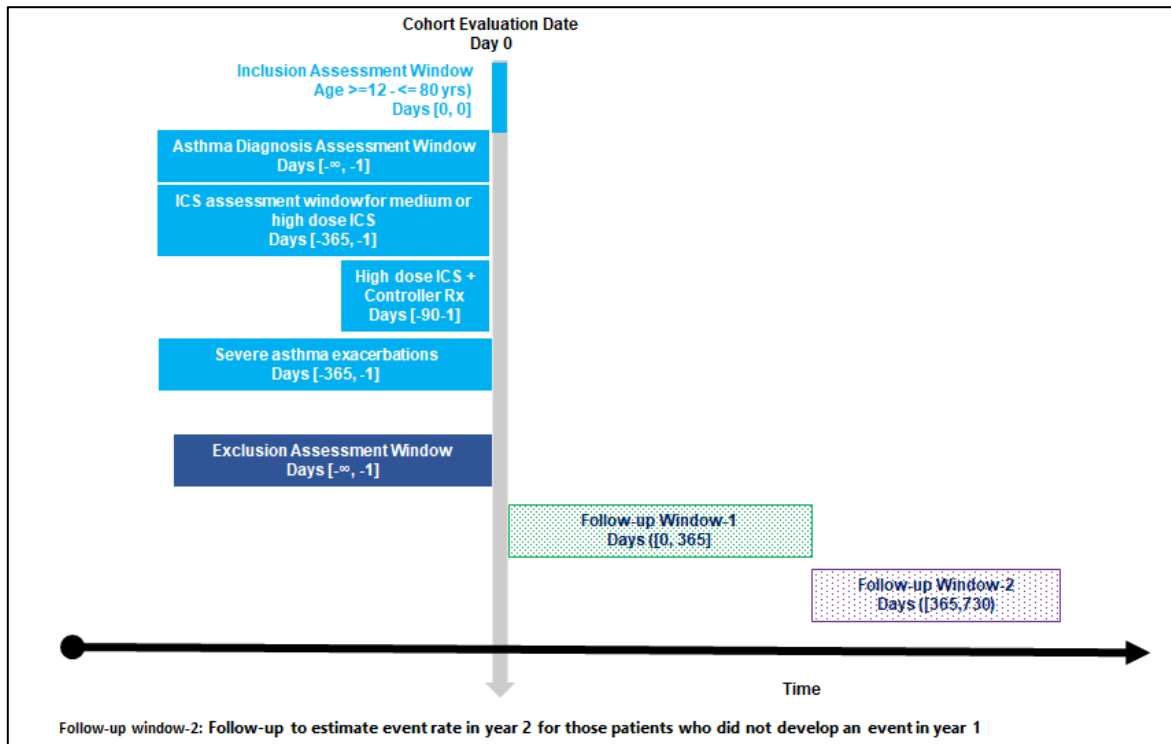 Cohort Evaluation Date
Day 0
Inclusion Assessment Window
Age >=12 - <= 80 yrs)
Days [0, 0]
Asthma Diagnosis Assessment Window
Days [-∞, -1]
ICS assessment window for medium or
high dose ICS
Days [-365, -1]
High dose ICS +
Controller Rx
Days [-90-1]
Severe asthma exacerbations
Days [-365, -1]
Exclusion Assessment Window
Days [-∞, -1]
Follow-up Window-1
Days ([0, 365]
Follow-up Window-2
Days ([365,730)
Time
Follow-up window-2: Follow-up to estimate event rate in year 2 for those patients who did not develop an event in year 1